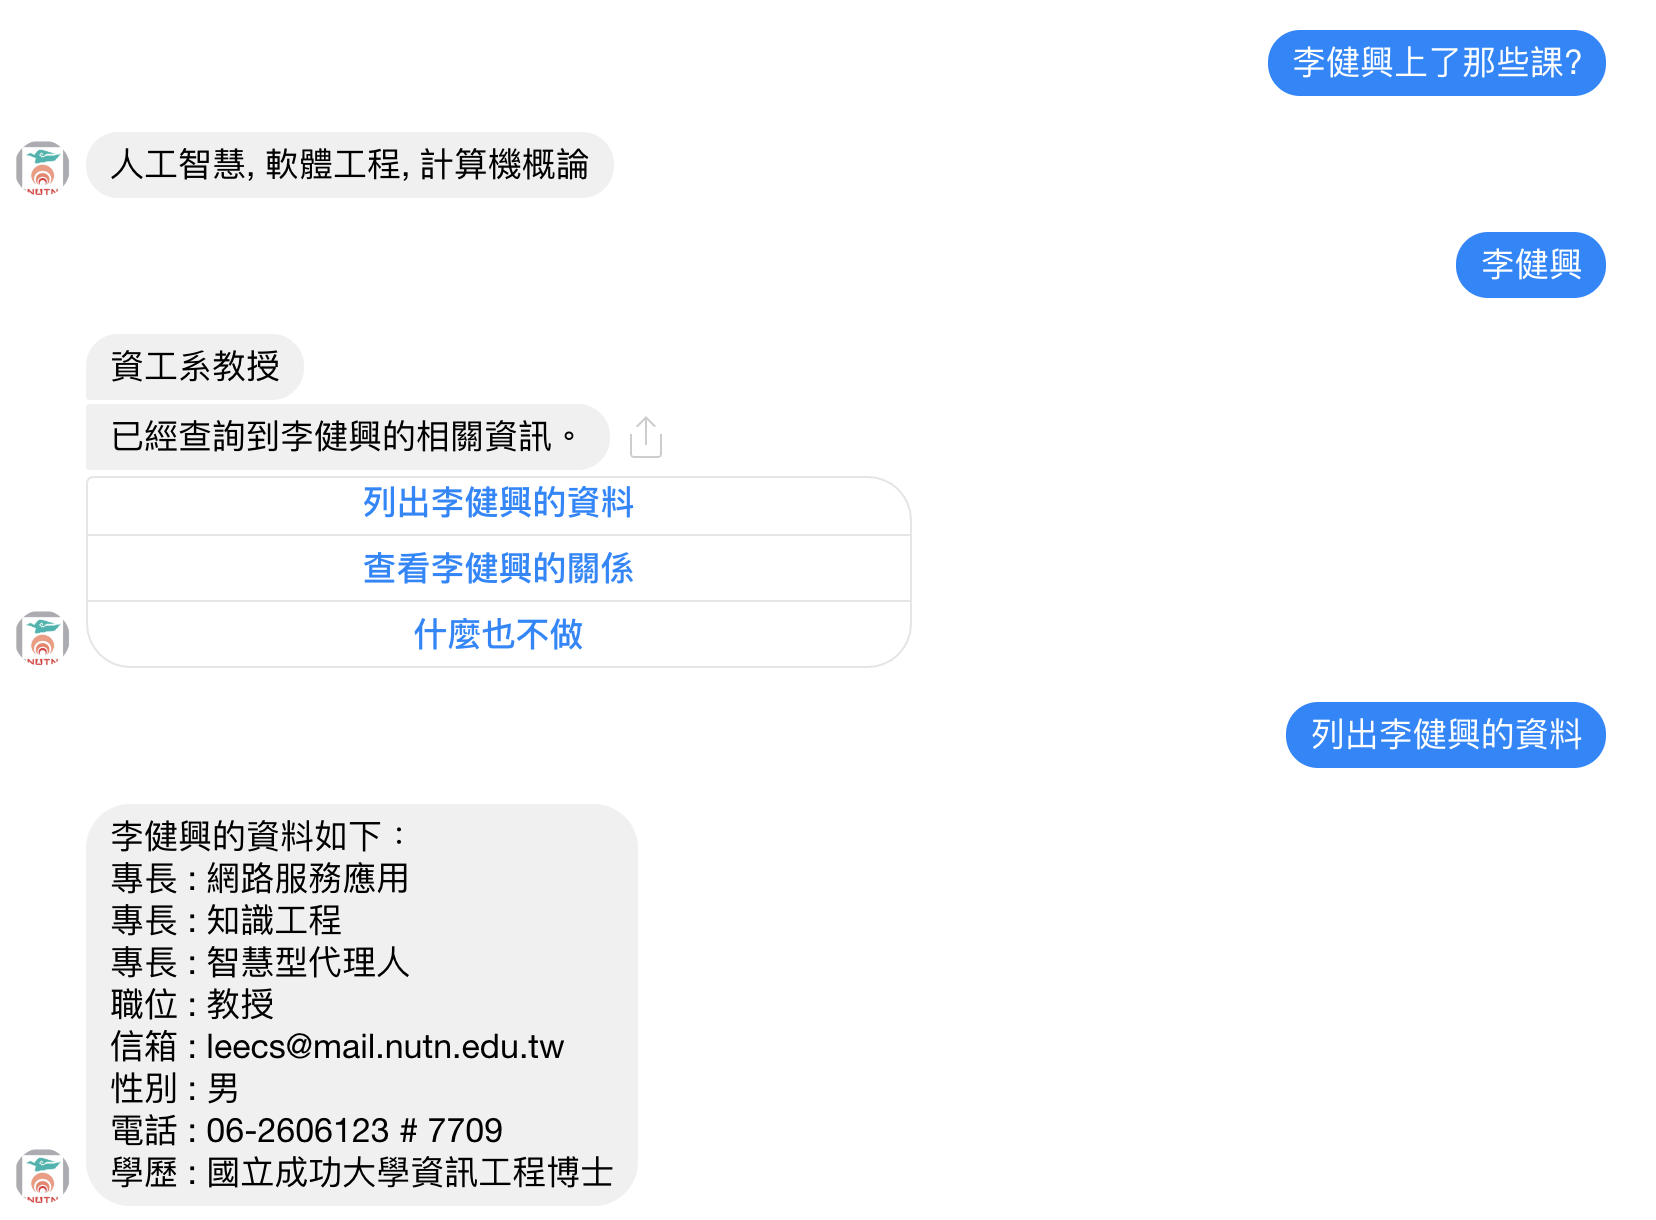 李健興上了那些課?
人工智慧, 軟體工程, 計算機概論
NUTN
李健興
資工系教授
已經查詢到李健興的相關資訊。
列出李健興的資料
查看李健興的關係
什麼也不做
NUTN
列出李健興的資料
李健興的資料如下：
專長 : 網路服務應用
專長 : 知識工程
專長 : 智慧型代理人
職位 : 教授
信箱 : leecs@mail.nutn.edu.tw
性別 : 男
電話 : 06-2606123 # 7709
學歷 : 國立成功大學資訊工程博士
NUTN